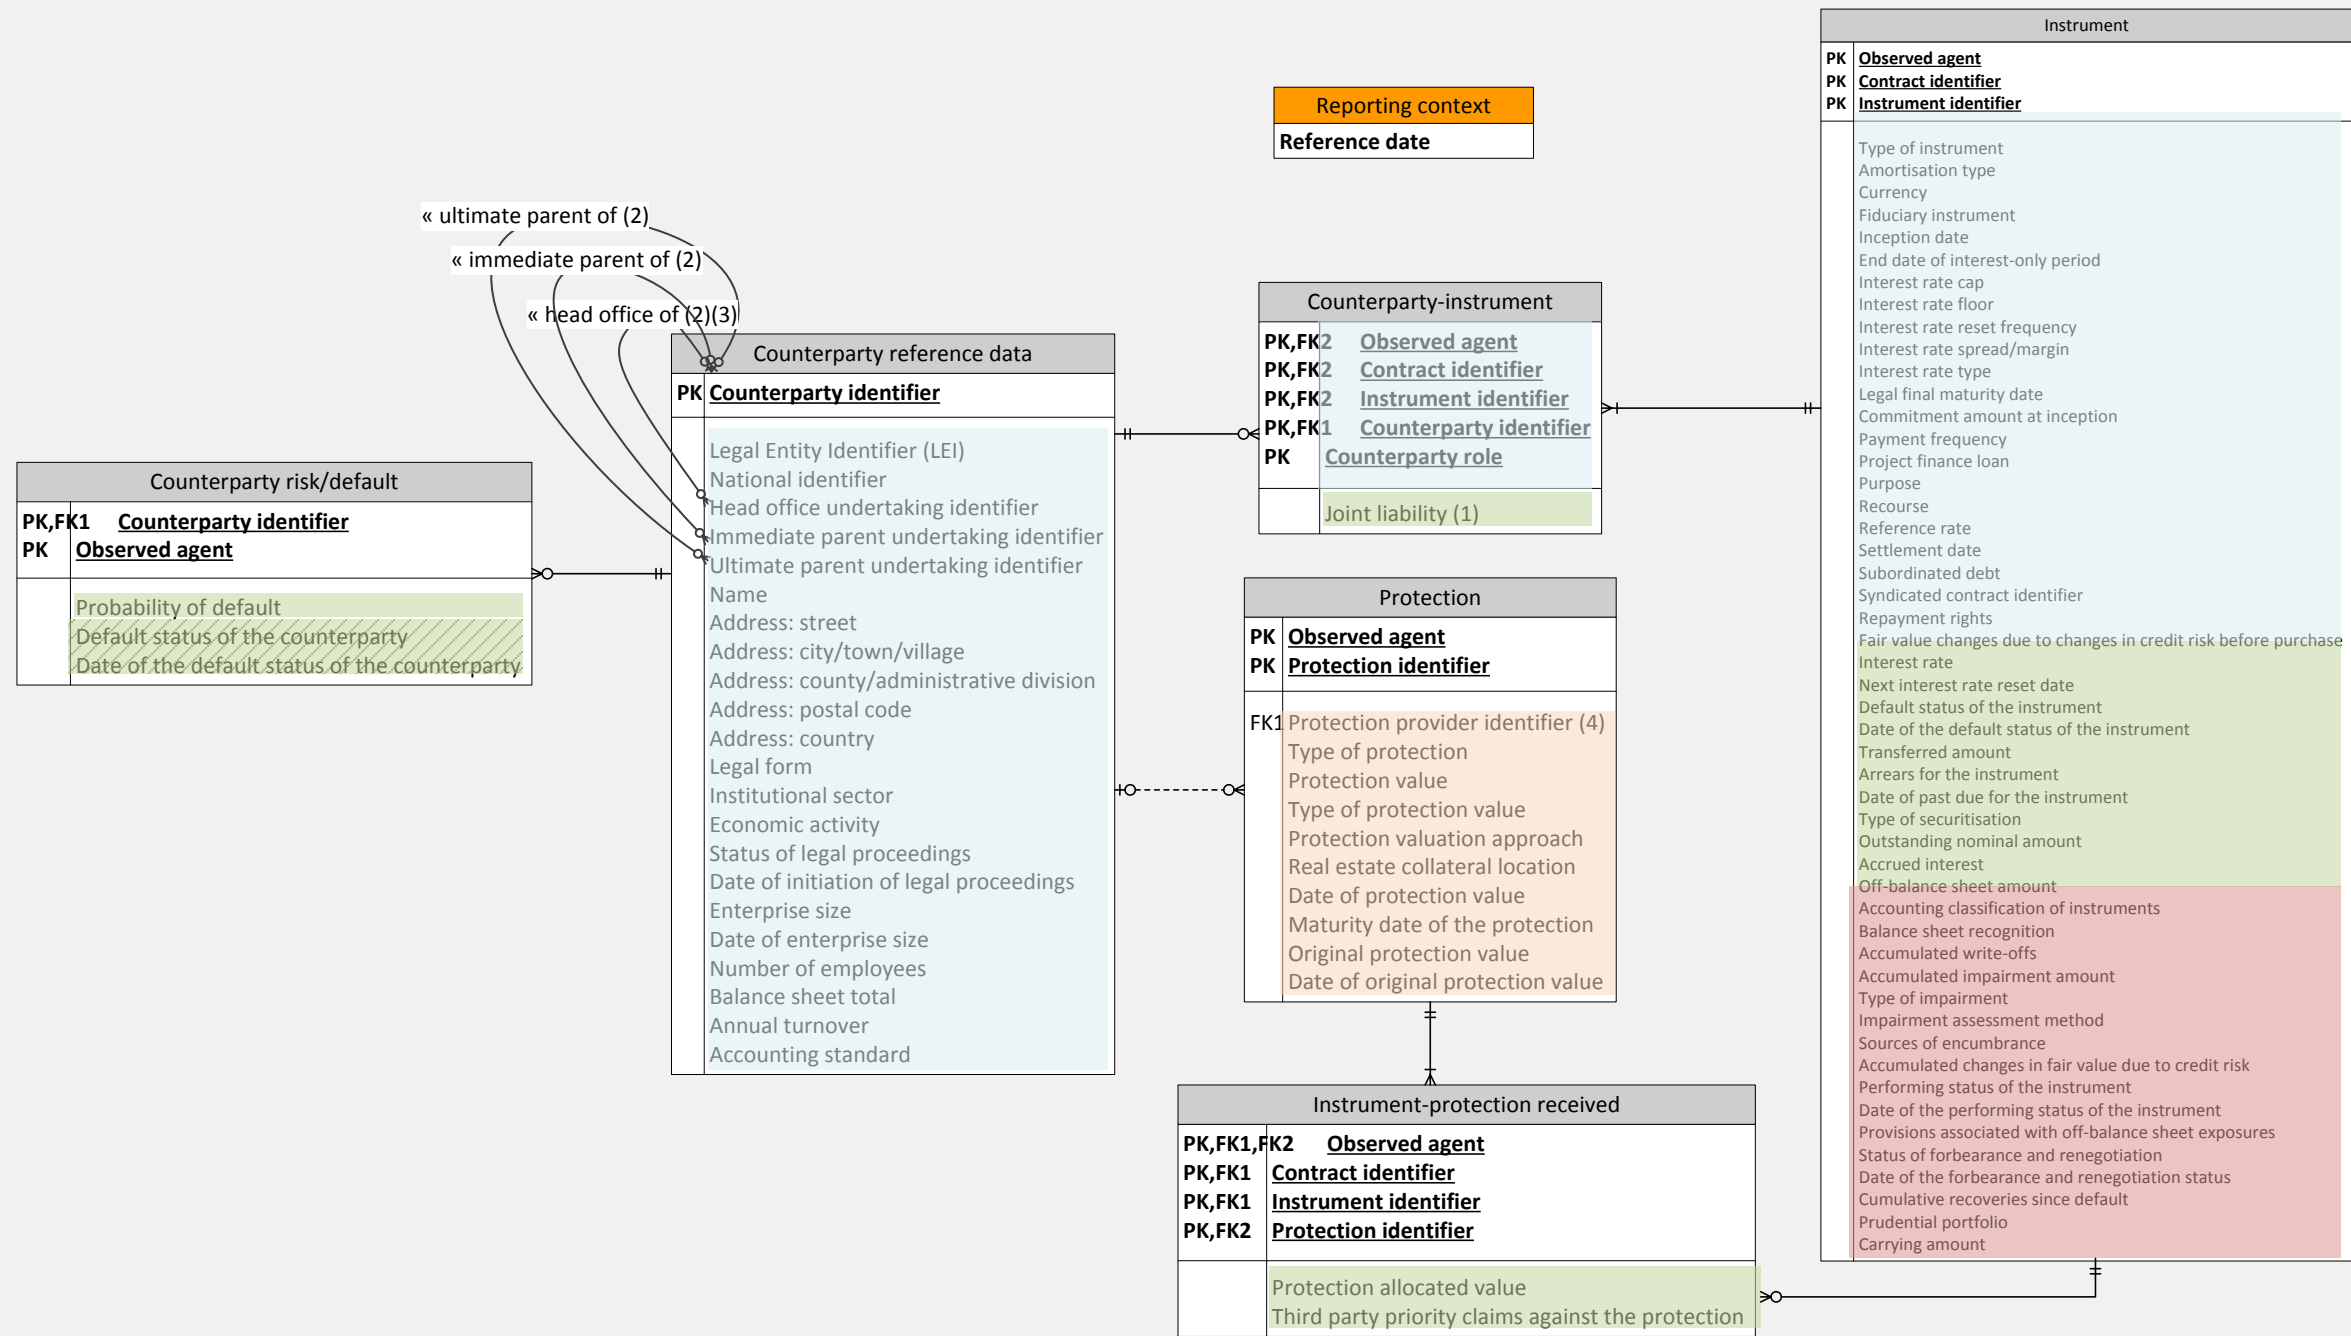 Reporting context
Reference date
« ultimate parent of (2)
« immediate parent of (2)
« head office of (2)(3)
Counterparty risk/default
PK,FK1 Counterparty identifier
PK Observed agent
Probability of default
Default status of the counterparty
Date of the default status of the counterparty
Counterparty reference data
PK Counterparty identifier
Legal Entity Identifier (LEI)
National identifier
Head office undertaking identifier
Immediate parent undertaking identifier
Ultimate parent undertaking identifier
Name
Address: street
Address: city/town/village
Address: county/administrative division
Address: postal code
Address: country
Legal form
Institutional sector
Economic activity
Status of legal proceedings
Date of initiation of legal proceedings
Enterprise size
Date of enterprise size
Number of employees
Balance sheet total
Annual turnover
Accounting standard
Counterparty-instrument
PK,FK2 Observed agent
PK,FK2 Contract identifier
PK,FK2 Instrument identifier
PK,FK1 Counterparty identifier
PK Counterparty role
Joint liability (1)
Protection
PK Observed agent
PK Protection identifier
FK1 Protection provider identifier (4)
Type of protection
Protection value
Type of protection value
Protection valuation approach
Real estate collateral location
Date of protection value
Maturity date of the protection
Original protection value
Date of original protection value
Instrument-protection received
PK,FK1,FK2 Observed agent
PK,FK1 Contract identifier
PK,FK1 Instrument identifier
PK,FK2 Protection identifier
Protection allocated value
Third party priority claims against the protection
Instrument
PK Observed agent
PK Contract identifier
PK Instrument identifier
Type of instrument
Amortisation type
Currency
Fiduciary instrument
Inception date
End date of interest-only period
Interest rate cap
Interest rate floor
Interest rate reset frequency
Interest rate spread/margin
Interest rate type
Legal final maturity date
Commitment amount at inception
Payment frequency
Project finance loan
Purpose
Recourse
Reference rate
Settlement date
Subordinated debt
Syndicated contract identifier
Repayment rights
Fair value changes due to changes in credit risk before purchase
Interest rate
Next interest rate reset date
Default status of the instrument
Date of the default status of the instrument
Transferred amount
Arrears for the instrument
Date of past due for the instrument
Type of securitisation
Outstanding nominal amount
Accrued interest
Off-balance sheet amount
Accounting classification of instruments
Balance sheet recognition
Accumulated write-offs
Accumulated impairment amount
Type of impairment
Impairment assessment method
Sources of encumbrance
Accumulated changes in fair value due to credit risk
Performing status of the instrument
Date of the performing status of the instrument
Provisions associated with off-balance sheet exposures
Status of forbearance and renegotiation
Date of the forbearance and renegotiation status
Cumulative recoveries since default
Prudential portfolio
Carrying amount